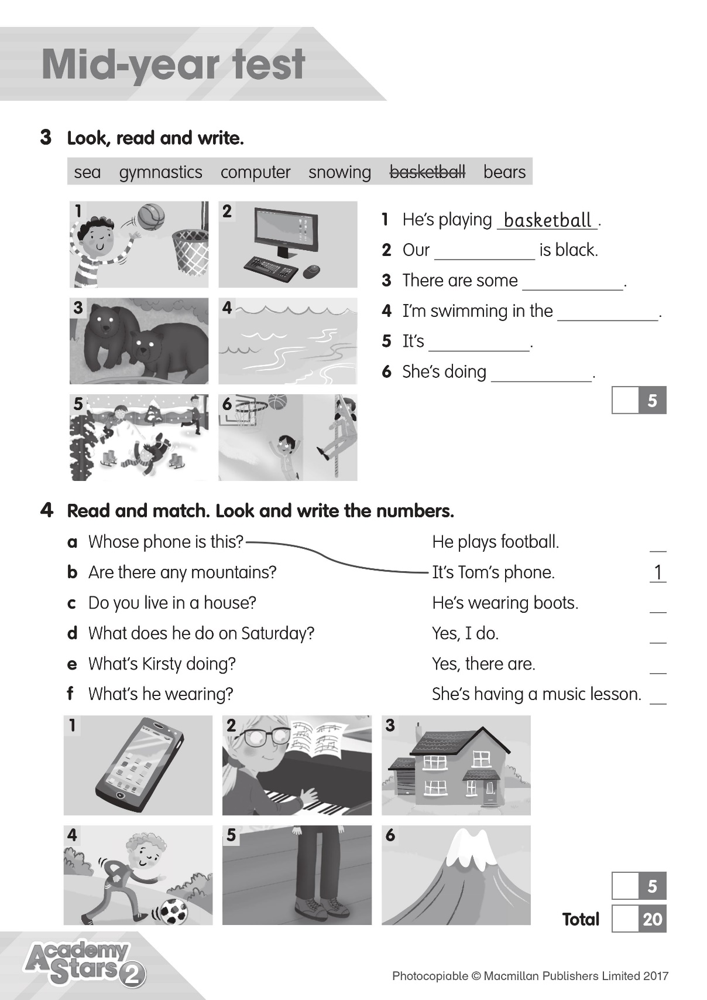 Mid-year test
3 Look, read and write.
sea gymnastics computer snowing basketball bears
1
2
3
4
5
6
1 He's playing basketball.
2 Our ____________ is black.
3 There are some ____________.
4 I'm swimming in the ____________.
5 It's ____________.
6 She's doing ____________.
5
4 Read and match. Look and write the numbers.
a Whose phone is this? He plays football. __
b Are there any mountains? It's Tom's phone. 1
c Do you live in a house? He's wearing boots. __
d What does he do on Saturday? Yes, I do. __
e What's Kirsty doing? Yes, there are. __
f What's he wearing? She's having a music lesson. __
1
2
3
4
5
6
5
Total 20
Academy
Stars 2
Photocopiable © Macmillan Publishers Limited 2017